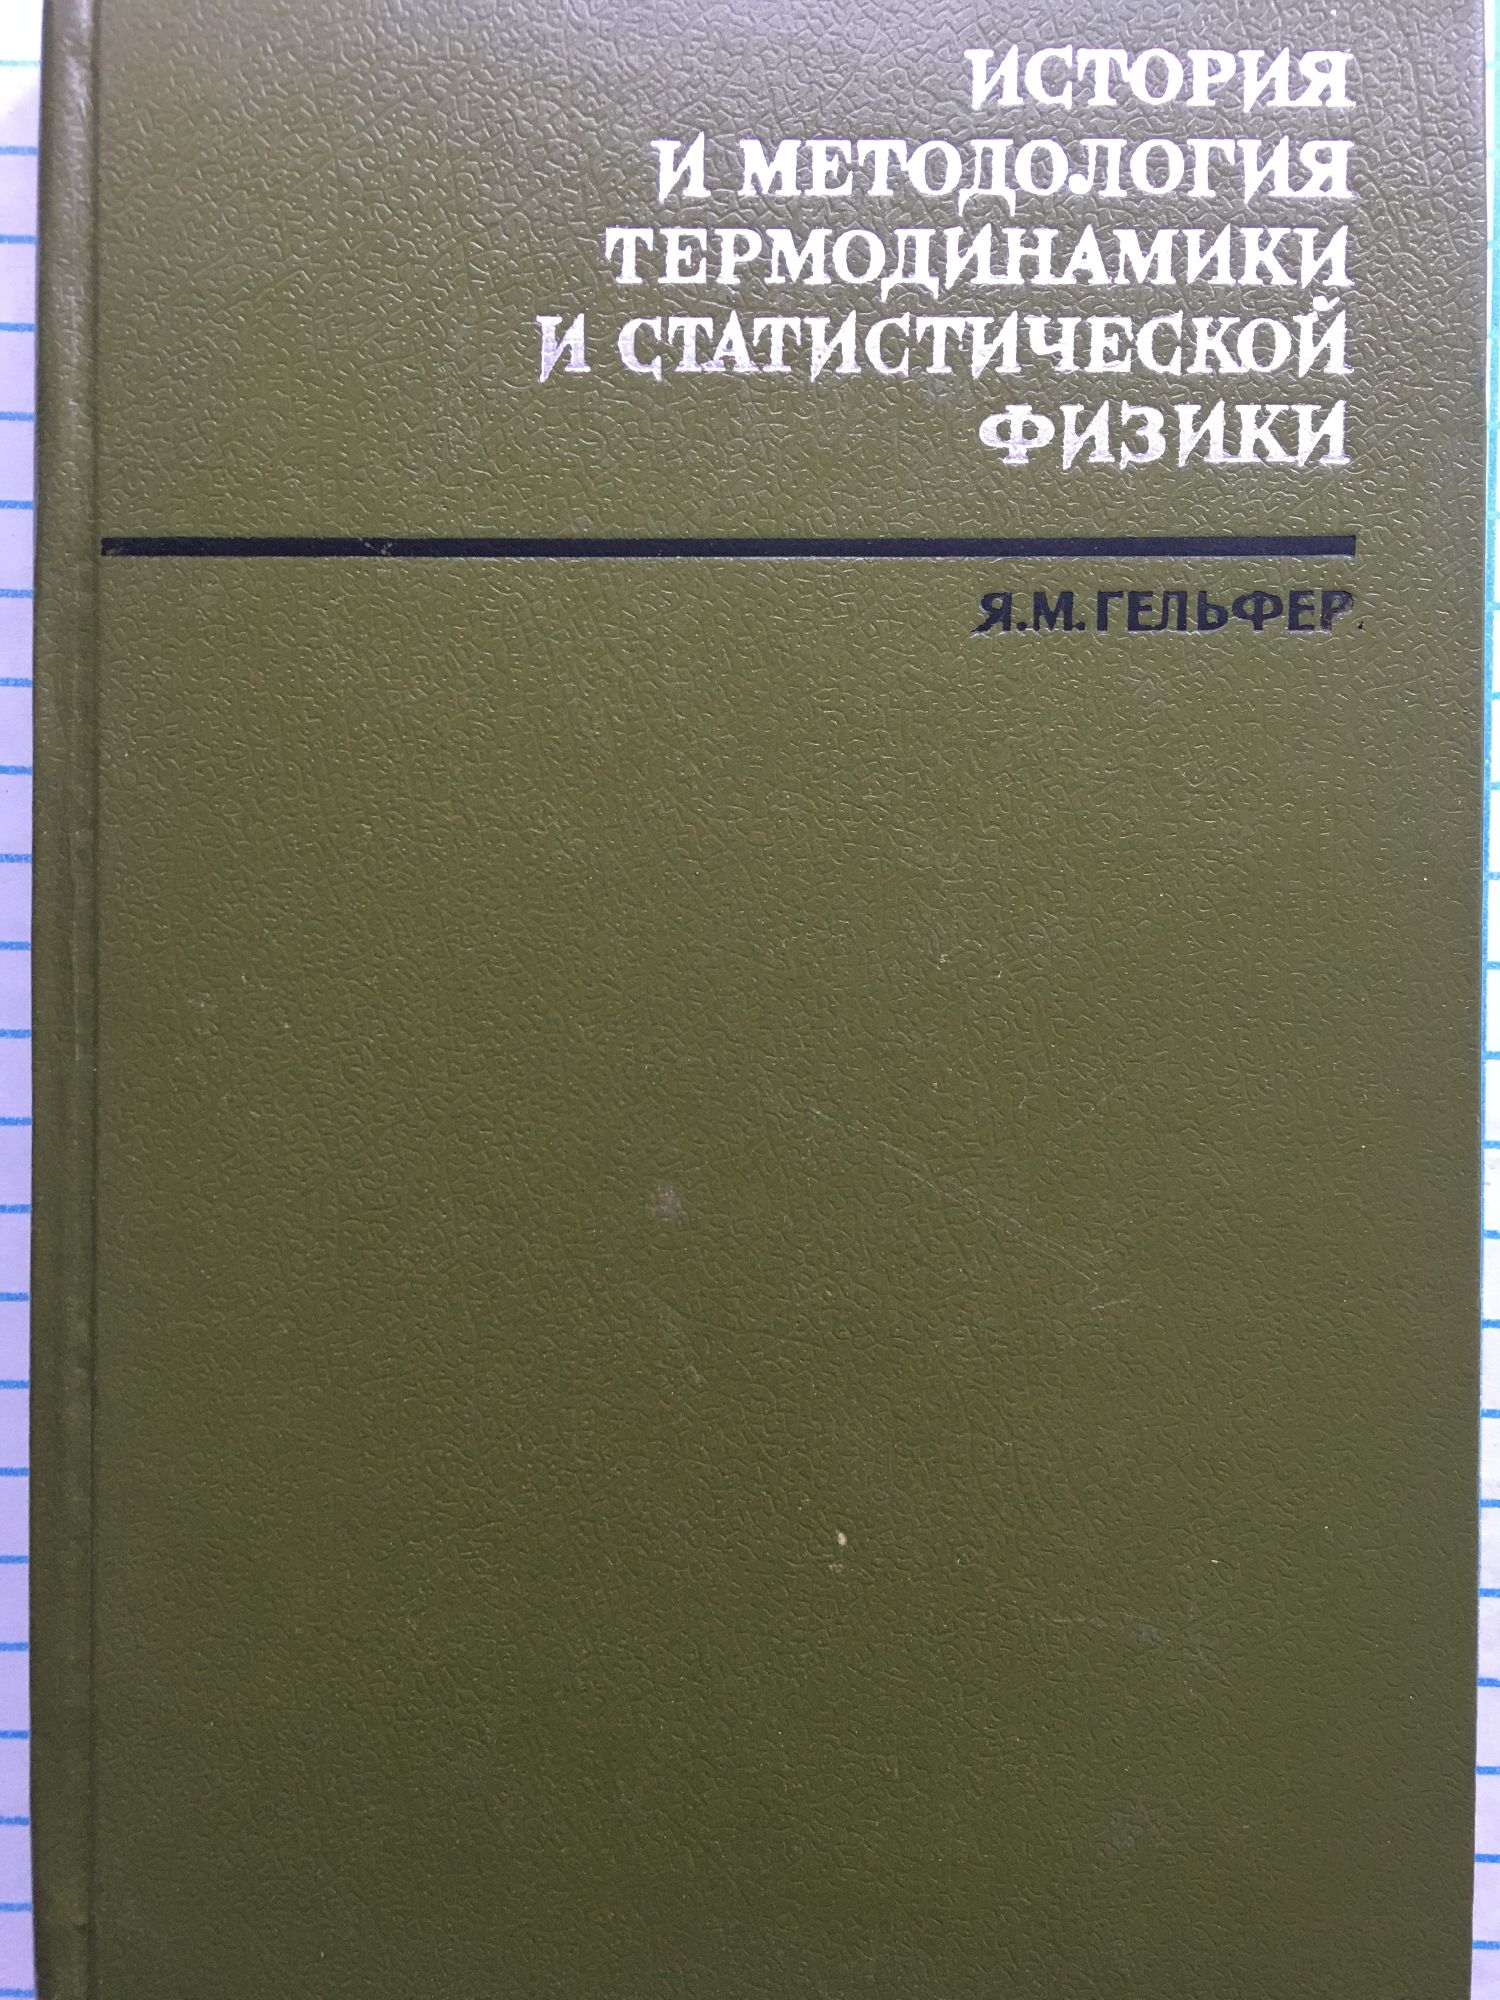 ИСТОРИЯ
И МЕТОДОЛОГИЯ
ТЕРМОДИНАМИКИ
И СТАТИСТИЧЕСКОЙ
ФИЗИКИ
Я.М.ГЕЛЬФЕР.